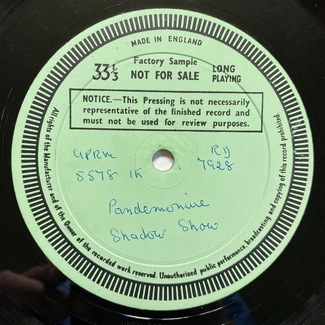 MADE IN ENGLAND
Factory Sample
33⅓ NOT FOR SALE LONG PLAYING
NOTICE.—This Pressing is not necessarily
representative of the finished record and
must not be used for review purposes.
UPRM RD
5578 1K 7928
Pandemonium
Shadow Show
All rights of the Manufacturer and of the Owner of the recorded work reserved. Unauthorised public performance, broadcasting and copying of this record prohibited.